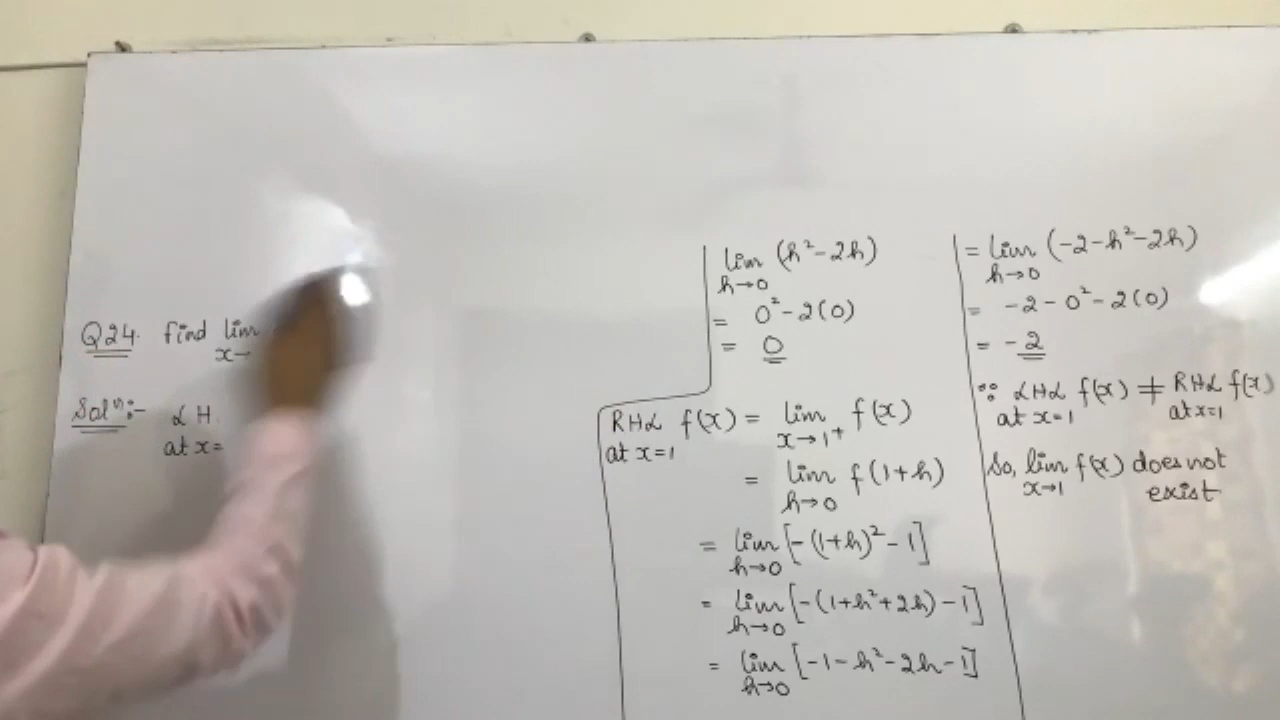 Q24. Find lim
x→
Solⁿ:- LH
at x=
lim (h²-2h)
h→0
= 0²-2(0)
= 0
RHL f(x) = lim f(x)
at x=1 x→1⁺
= lim f(1+h)
h→0
= lim [-(1+h)²-1]
h→0
= lim [-(1+h²+2h)-1]
h→0
= lim [-1-h²-2h-1]
h→0
= lim (-2-h²-2h)
h→0
= -2-0²-2(0)
= -2
∵ LHL f(x) ≠ RHL f(x)
at x=1 at x=1
So, lim f(x) does not
x→1 exist